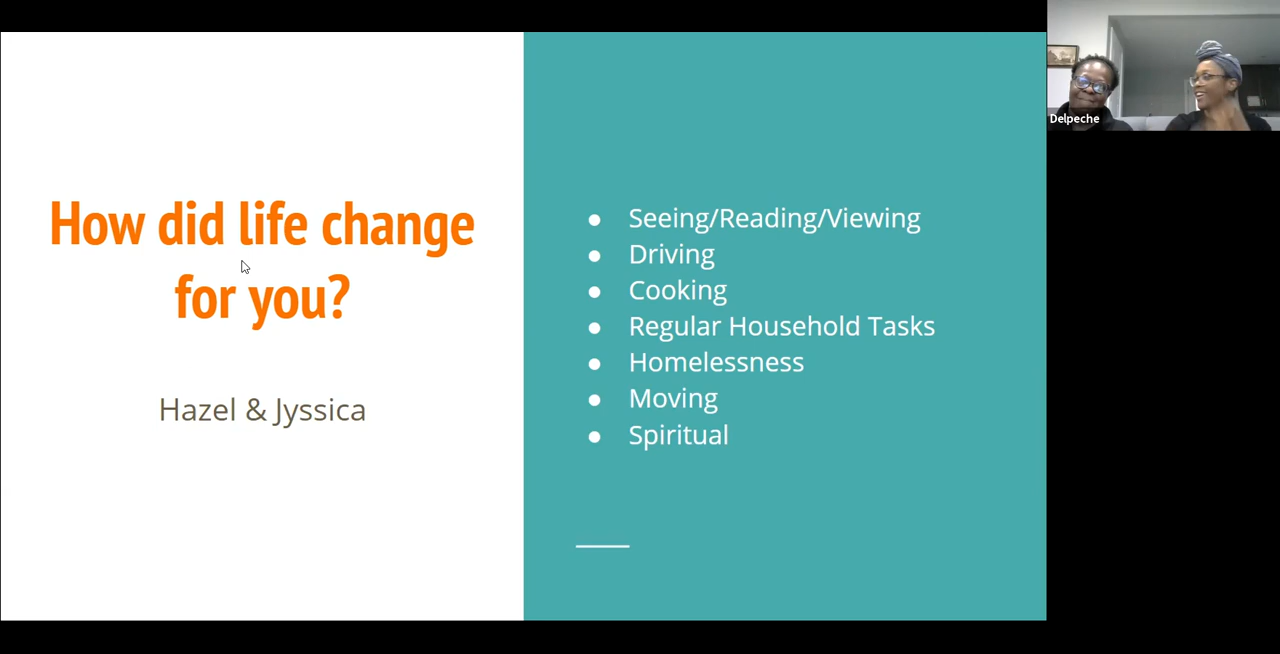 How did life change
for you?
Hazel & Jyssica
Seeing/Reading/Viewing
Driving
Cooking
Regular Household Tasks
Homelessness
Moving
Spiritual
Delpeche